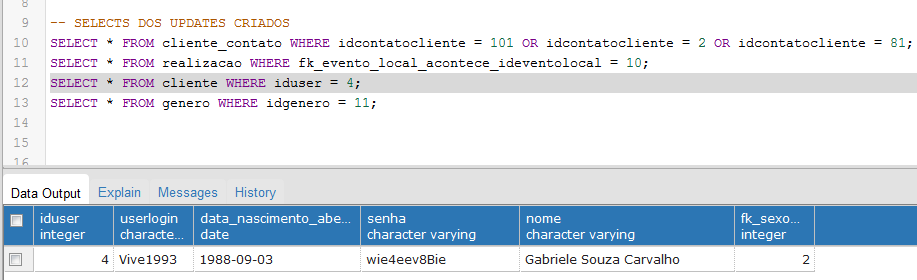 8
9 -- SELECTS DOS UPDATES CRIADOS
10 SELECT * FROM cliente_contato WHERE idcontatocliente = 101 OR idcontatocliente = 2 OR idcontatocliente = 81;
11 SELECT * FROM realizacao WHERE fk_evento_local_acontece_ideventolocal = 10;
12 SELECT * FROM cliente WHERE iduser = 4;
13 SELECT * FROM genero WHERE idgenero = 11;
14
15
16
Data Output Explain Messages History
iduser userlogin data_nascimento_abe... senha nome fk_sexo...
integer characte... date character varying character varying integer
4 Vive1993 1988-09-03 wie4eev8Bie Gabriele Souza Carvalho 2